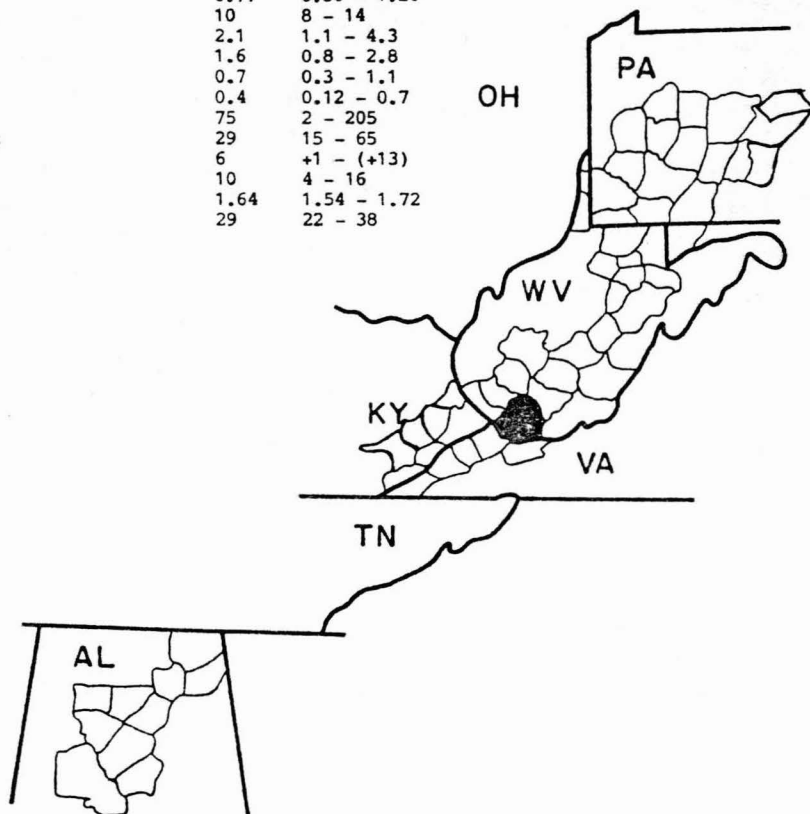 10 8 - 14
2.1 1.1 - 4.3
1.6 0.8 - 2.8
0.7 0.3 - 1.1
0.4 0.12 - 0.7
75 2 - 205
29 15 - 65
6 +1 - (+13)
10 4 - 16
1.64 1.54 - 1.72
29 22 - 38
OH
PA
WV
KY
VA
TN
AL